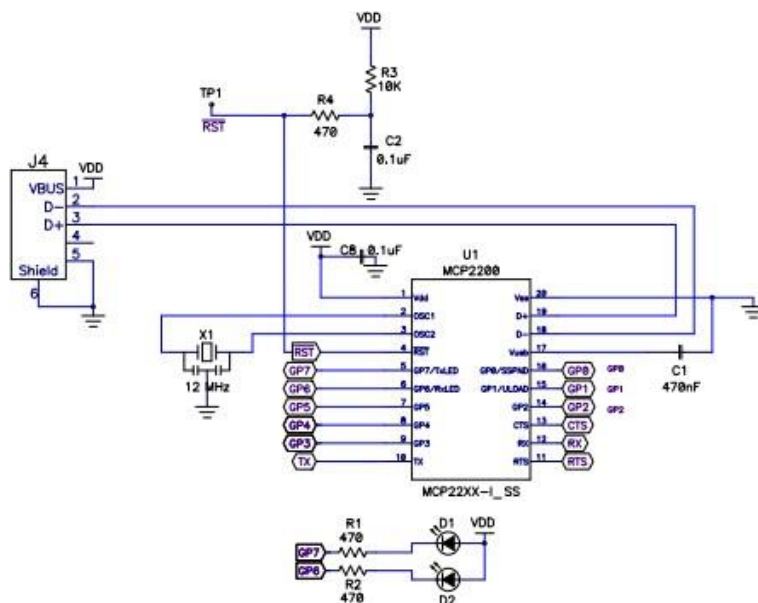 VDD
R3
10K
TP1
RST
R4
470
C2
0.1uF
J4
VDD
VBUS 1
D- 2
D+ 3
4
5
Shield
6
VDD
C8 0.1uF
U1
MCP2200
1 Vdd
2 OSC1
3 OSC2
RST 4 RST
GP7 5 GP7/TxLED
GP6 6 GP6/RxLED
GP5 7 GP5
GP4 8 GP4
GP3 9 GP3
TX 10 TX
Vss 20
D+ 19
D- 18
Vusb 17
GP0/SSPND 16 GP0 GP0
GP1/ULOAD 15 GP1 GP1
GP2 14 GP2 GP2
CTS 13 CTS
RX 12 RX
RTS 11 RTS
X1
12 MHz
C1
470nF
MCP22XX-I_SS
R1
470
D1
VDD
GP7
GP6
R2
470
D2